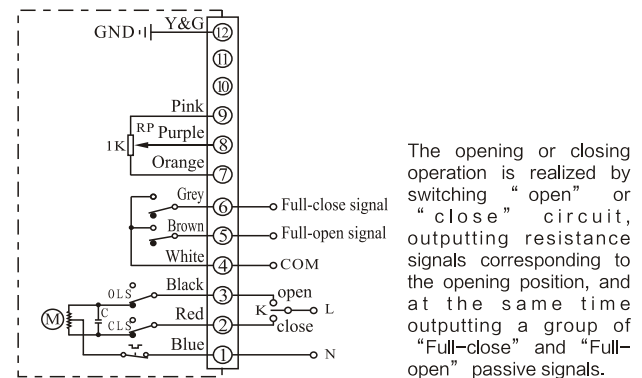 GND Y&G 12
11
10
Pink 9
RP Purple 8
1K
Orange 7
Grey 6 Full-close signal
Brown 5 Full-open signal
White 4 COM
OLS Black 3 open
M C K L
CLS Red 2 close
Blue 1 N
The opening or closing
operation is realized by
switching “open” or
“close” circuit,
outputting resistance
signals corresponding to
the opening position, and
at the same time
outputting a group of
“Full-close” and “Full-
open” passive signals.